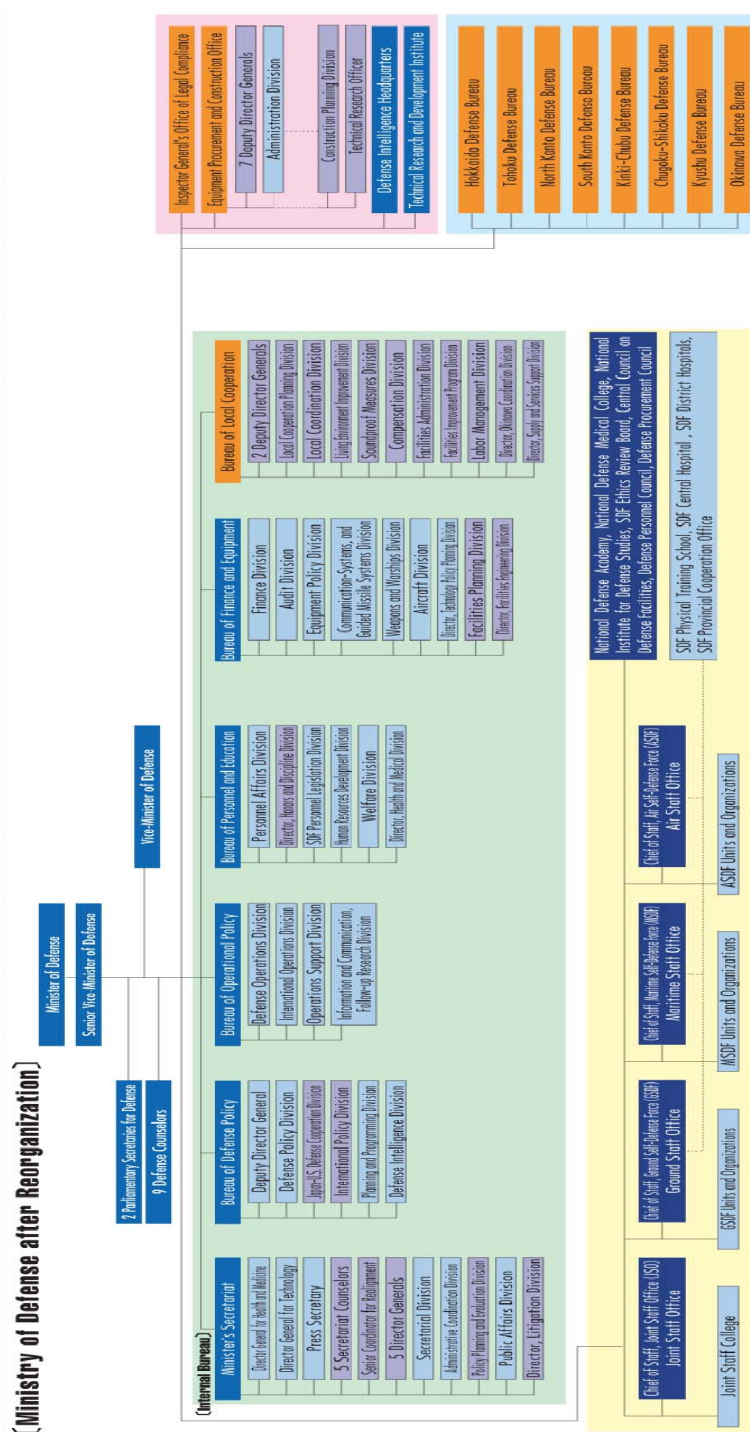 (Ministry of Defense after Reorganization)
Minister of Defense
Senior Vice-Minister of Defense
Vice-Minister of Defense
2 Parliamentary Secretaries for Defense
9 Defense Counselors
(Internal Bureau)
Minister's Secretariat
Director General for Health and Medicine
Director General for Technology
Press Secretary
5 Secretariat Counselors
Senior Coordinator for Realignment
5 Director Generals
Secretarial Division
Administrative Coordination Division
Policy Planning and Evaluation Division
Public Affairs Division
Director, Litigation Division
Bureau of Defense Policy
Deputy Director General
Defense Policy Division
Japan-U.S. Defense Cooperation Division
International Policy Division
Planning and Programming Division
Defense Intelligence Division
Bureau of Operational Policy
Defense Operations Division
International Operations Division
Operations Support Division
Information and Communication,
Follow-up Research Division
Bureau of Personnel and Education
Personnel Affairs Division
Director, Honors and Discipline Division
SDF Personnel Legislation Division
Human Resources Development Division
Welfare Division
Director, Health and Medical Division
Bureau of Finance and Equipment
Finance Division
Audit Division
Equipment Policy Division
Communication-Systems, and
Guided Missile Systems Division
Weapons and Warships Division
Aircraft Division
Director, Technology Policy Planning Division
Facilities Planning Division
Director, Facilities Engineering Division
Bureau of Local Cooperation
2 Deputy Director Generals
Local Cooperation Planning Division
Local Coordination Division
Living Environment Improvement Division
Soundproof Measures Division
Compensation Division
Facilities Administration Division
Facilities Improvement Program Division
Labor Management Division
Director, Okinawa Coordination Division
Director, Supply and Services Support Division
Inspector General's Office of Legal Compliance
Equipment Procurement and Construction Office
7 Deputy Director Generals
Administration Division
Construction Planning Division
Technical Research Officer
Defense Intelligence Headquarters
Technical Research and Development Institute
Chief of Staff, Joint Staff Office (JSO)
Joint Staff Office
Joint Staff College
Chief of Staff, Ground Self-Defense Force (GSDF)
Ground Staff Office
GSDF Units and Organizations
Chief of Staff, Maritime Self-Defense Force (MSDF)
Maritime Staff Office
MSDF Units and Organizations
Chief of Staff, Air Self-Defense Force (ASDF)
Air Staff Office
ASDF Units and Organizations
National Defense Academy, National Defense Medical College, National
Institute for Defense Studies, SDF Ethics Review Board, Central Council on
Defense Facilities, Defense Personnel Council, Defense Procurement Council
SDF Physical Training School, SDF Central Hospital , SDF District Hospitals,
SDF Provincial Cooperation Office
Hokkaido Defense Bureau
Tohoku Defense Bureau
North Kanto Defense Bureau
South Kanto Defense Bureau
Kinki-Chubu Defense Bureau
Chugoku-Shikoku Defense Bureau
Kyushu Defense Bureau
Okinawa Defense Bureau